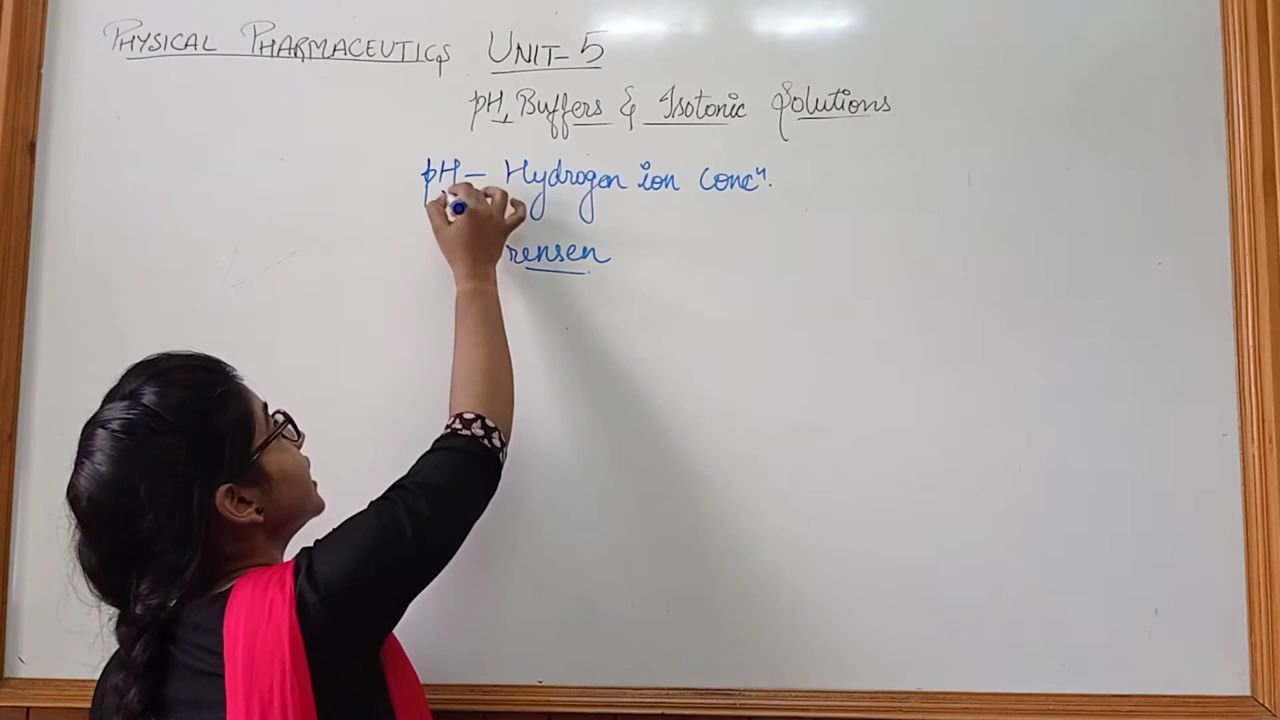 PHYSICAL PHARMACEUTICS UNIT-5
pH, Buffers & Isotonic Solutions
pH - Hydrogen ion concⁿ.
rensen